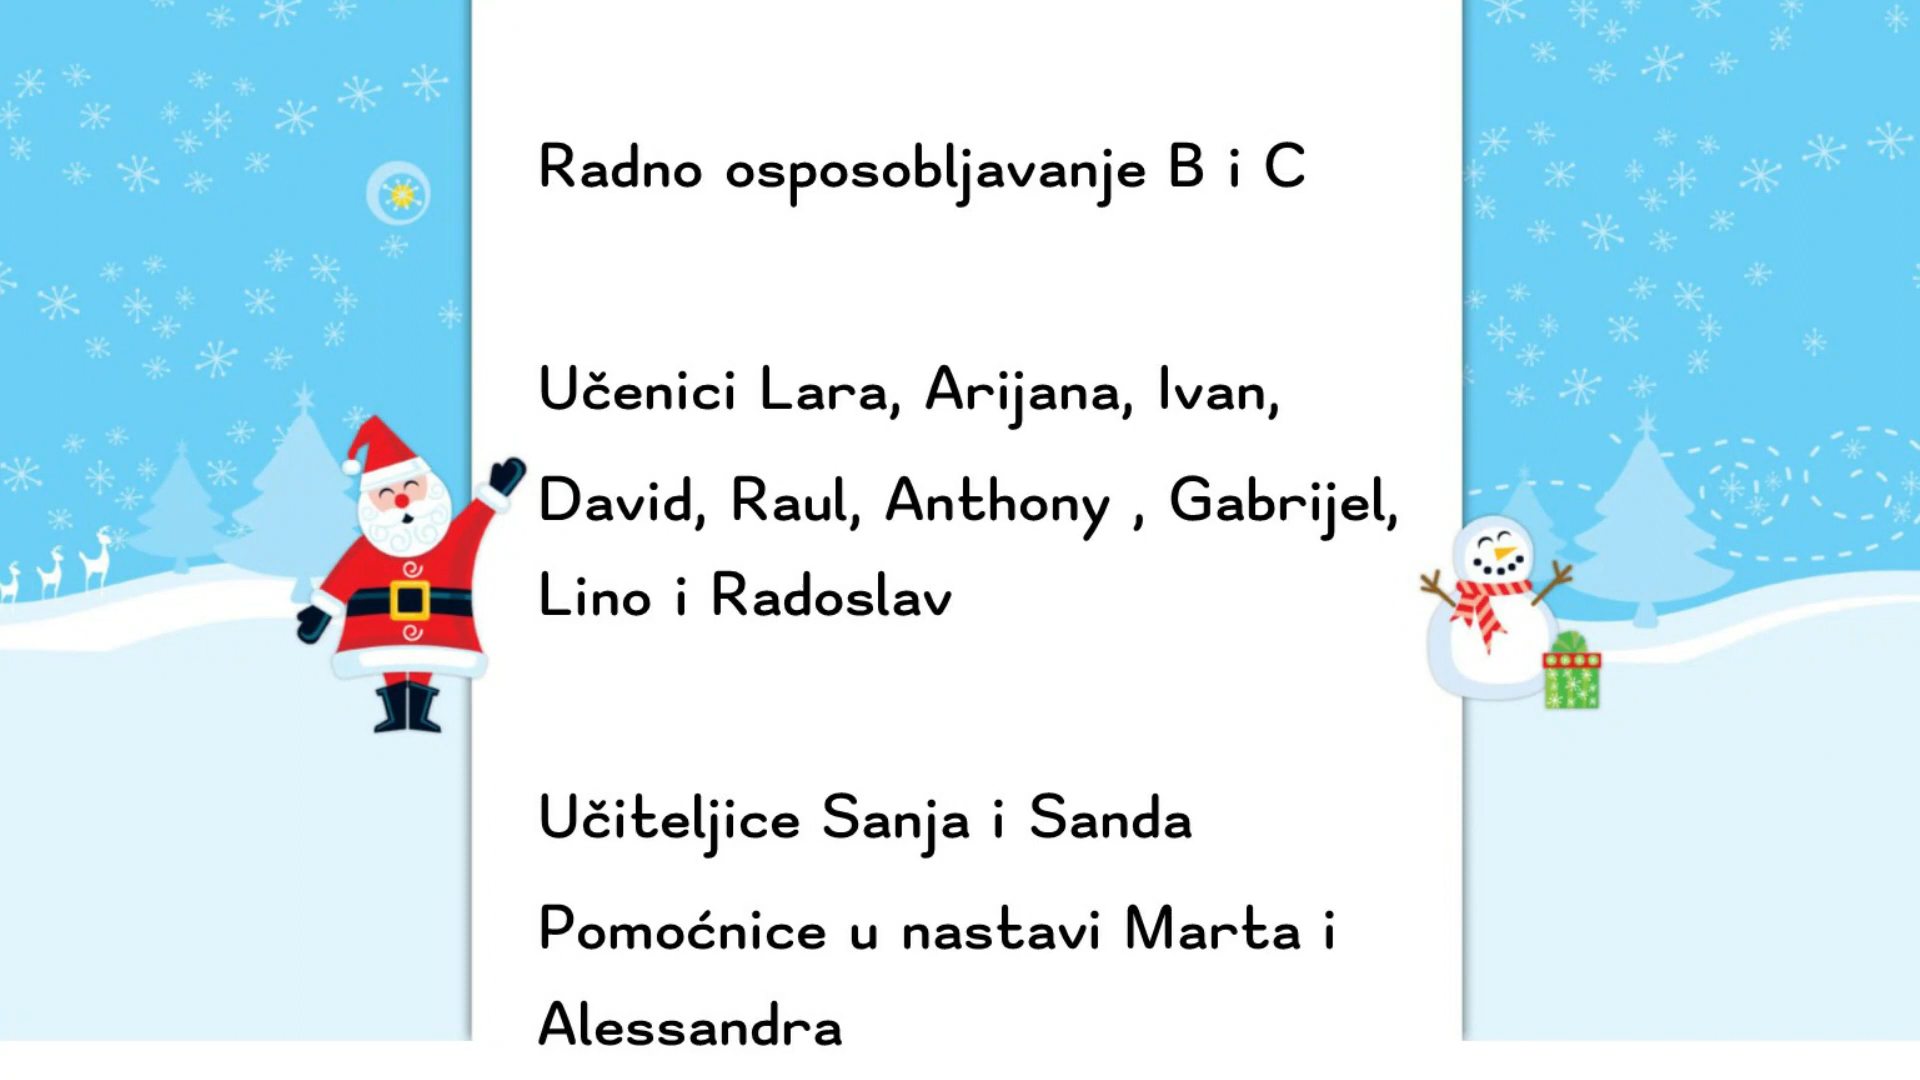 Radno osposobljavanje B i C
Učenici Lara, Arijana, Ivan,
David, Raul, Anthony , Gabrijel,
Lino i Radoslav
Učiteljice Sanja i Sanda
Pomoćnice u nastavi Marta i
Alessandra